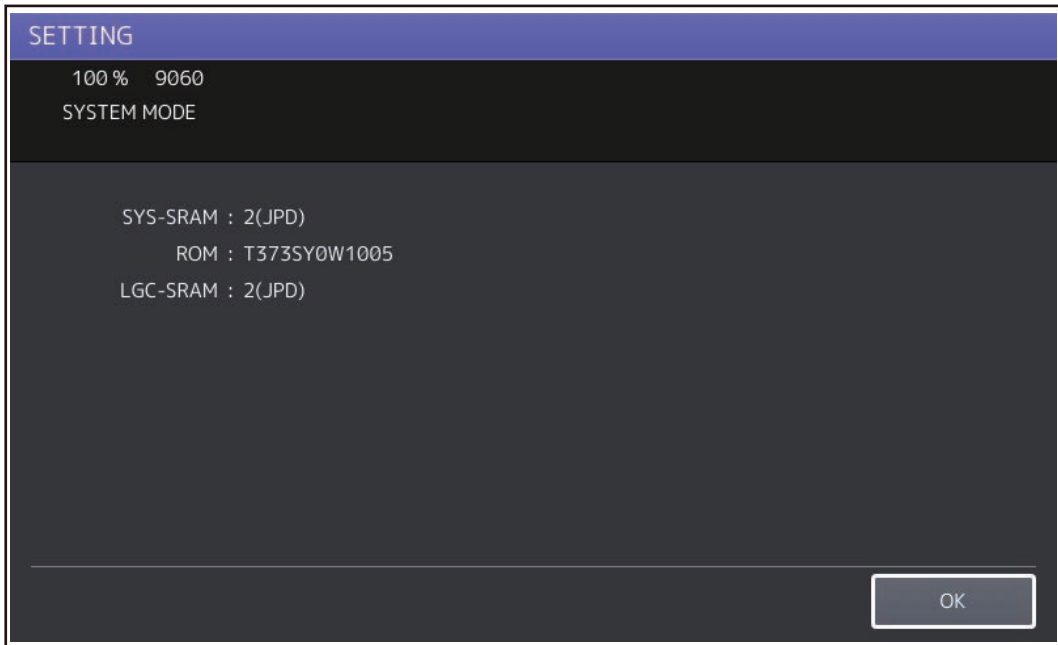 SETTING
100 % 9060
SYSTEM MODE
SYS-SRAM : 2(JPD)
ROM : T373SY0W1005
LGC-SRAM : 2(JPD)
OK